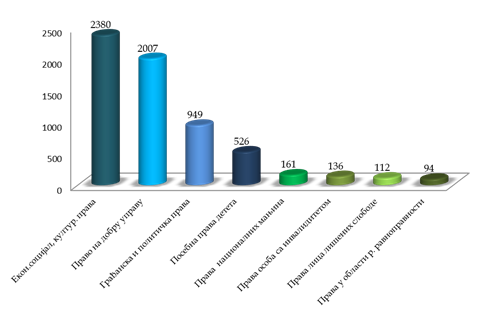 2500
2000
1500
1000
500
0
2380
2007
949
526
161
136
112
94
Екон.социјал, култур. права
Право на добру управу
Грађанска и политичка права
Посебна права детета
Права националних мањина
Права особа са инвалидитетом
Права лица лишених слободе
Права у области р. равноправности